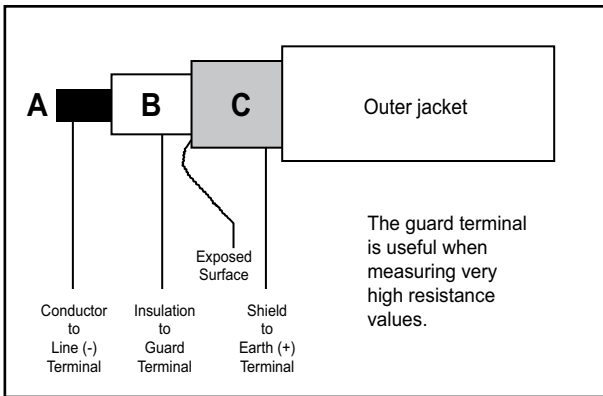 A
B
C
Outer jacket
The guard terminal
is useful when
measuring very
high resistance
values.
Exposed
Surface
Conductor
to
Line (-)
Terminal
Insulation
to
Guard
Terminal
Shield
to
Earth (+)
Terminal